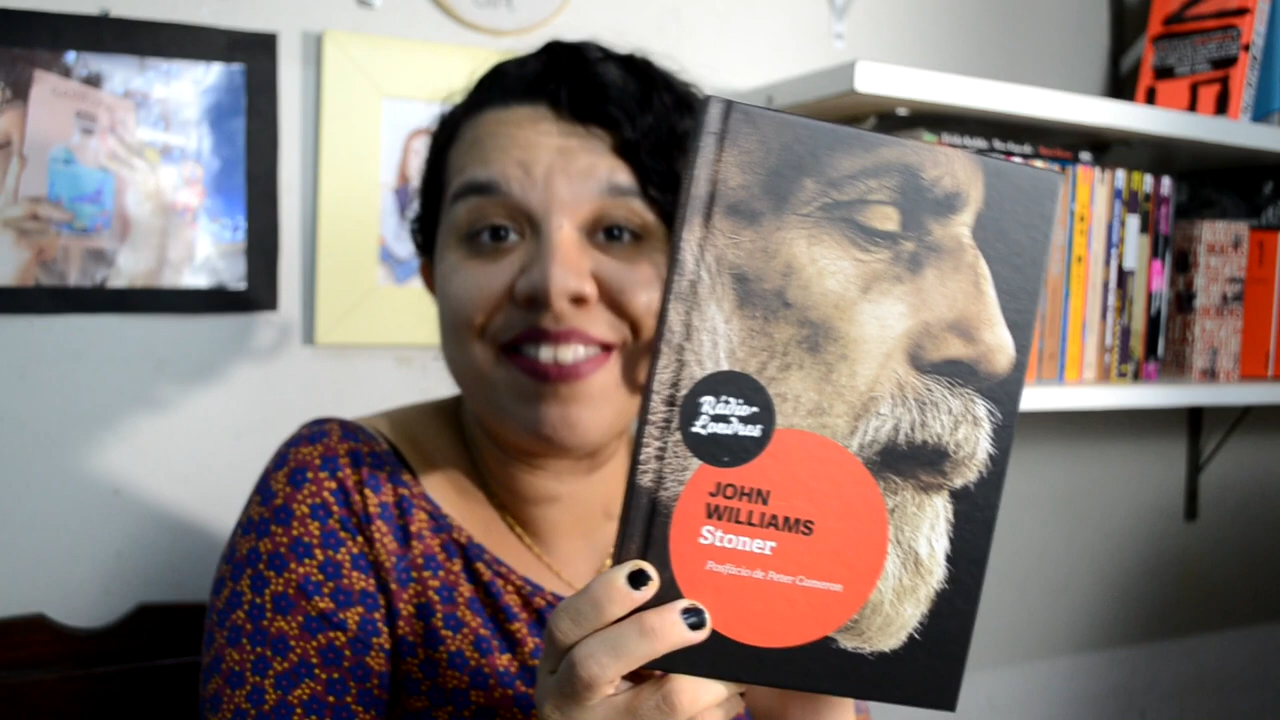 Rádio-
Londres
JOHN
WILLIAMS
Stoner
Posfácio de Peter Cameron